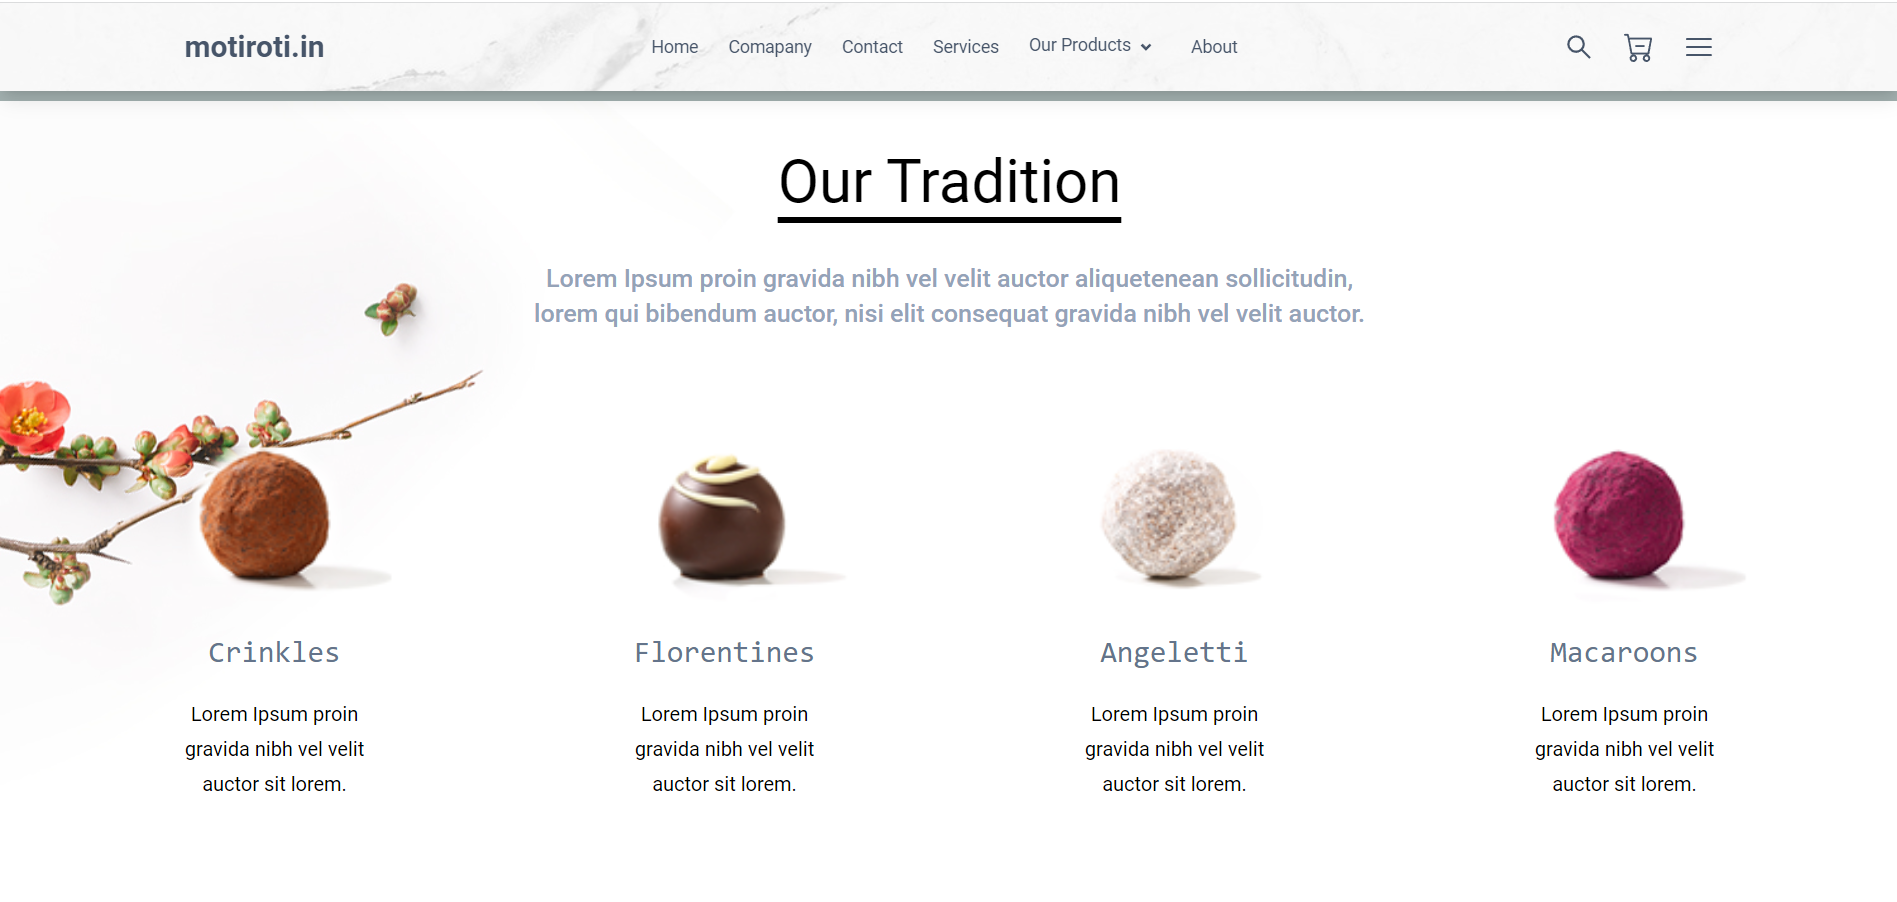 motiroti.in
Home Comapany Contact Services Our Products About
Our Tradition
Lorem Ipsum proin gravida nibh vel velit auctor aliquetenean sollicitudin,
lorem qui bibendum auctor, nisi elit consequat gravida nibh vel velit auctor.
Crinkles
Lorem Ipsum proin
gravida nibh vel velit
auctor sit lorem.
Florentines
Lorem Ipsum proin
gravida nibh vel velit
auctor sit lorem.
Angeletti
Lorem Ipsum proin
gravida nibh vel velit
auctor sit lorem.
Macaroons
Lorem Ipsum proin
gravida nibh vel velit
auctor sit lorem.